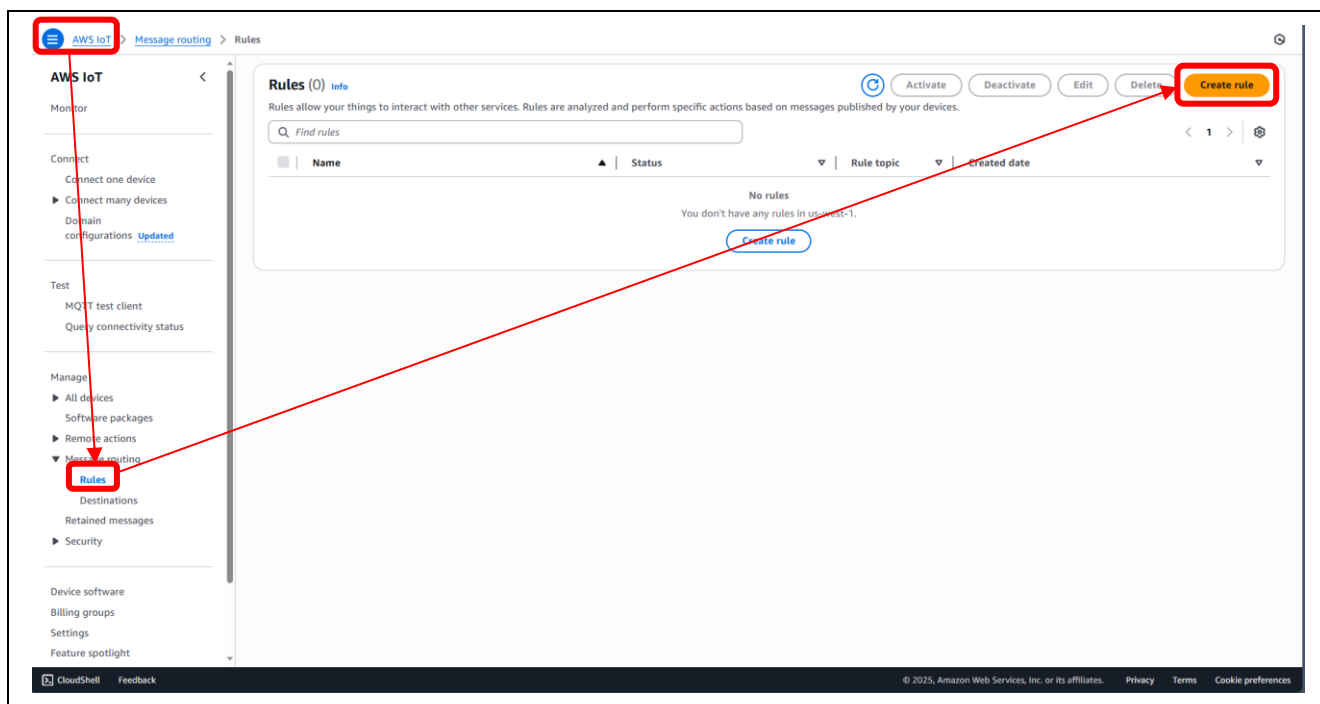 AWS IoT > Message routing > Rules
AWS IoT
Monitor
Connect
Connect one device
Connect many devices
Domain
configurations Updated
Test
MQTT test client
Query connectivity status
Manage
All devices
Software packages
Remote actions
Message routing
Rules
Destinations
Retained messages
Security
Device software
Billing groups
Settings
Feature spotlight
Rules (0) Info
Activate Deactivate Edit Delete Create rule
Rules allow your things to interact with other services. Rules are analyzed and perform specific actions based on messages published by your devices.
Find rules
< 1 >
Name Status Rule topic Created date
No rules
You don't have any rules in us-west-1.
Create rule
CloudShell Feedback © 2025, Amazon Web Services, Inc. or its affiliates. Privacy Terms Cookie preferences